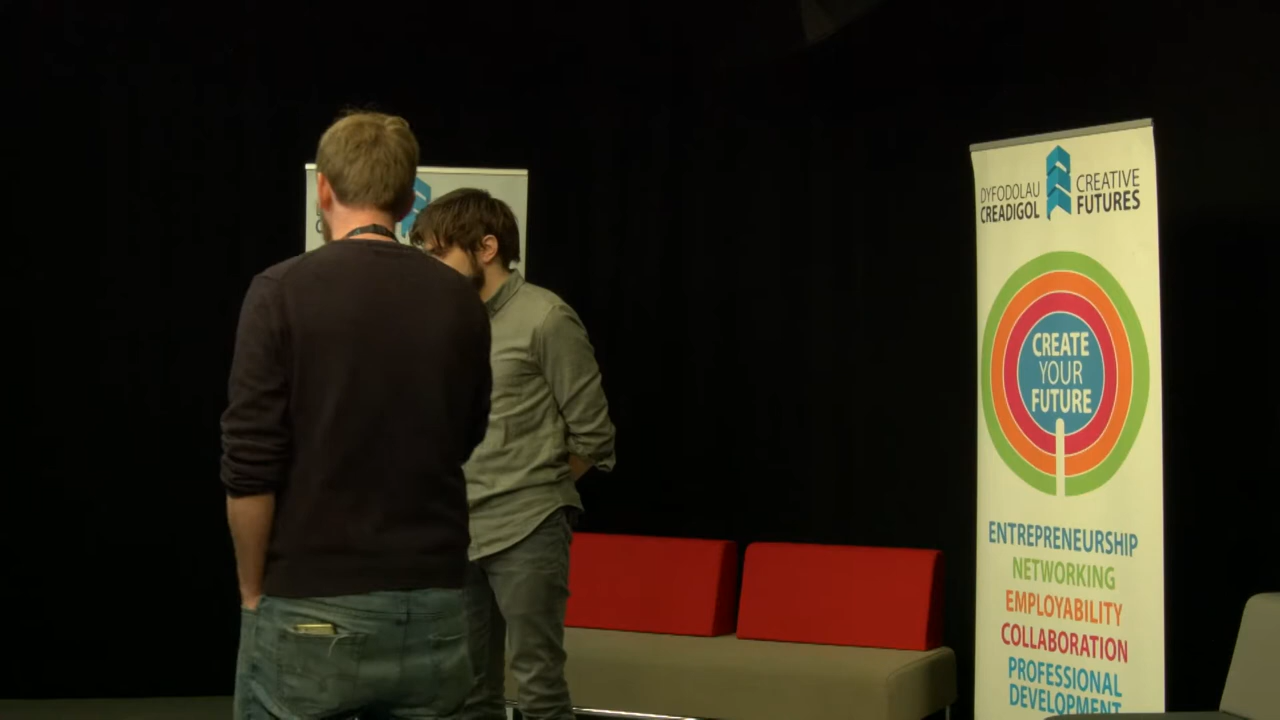 DYFODOLAU
CREADIGOL
CREATIVE
FUTURES
CREATE
YOUR
FUTURE
ENTREPRENEURSHIP
NETWORKING
EMPLOYABILITY
COLLABORATION
PROFESSIONAL
DEVELOPMENT